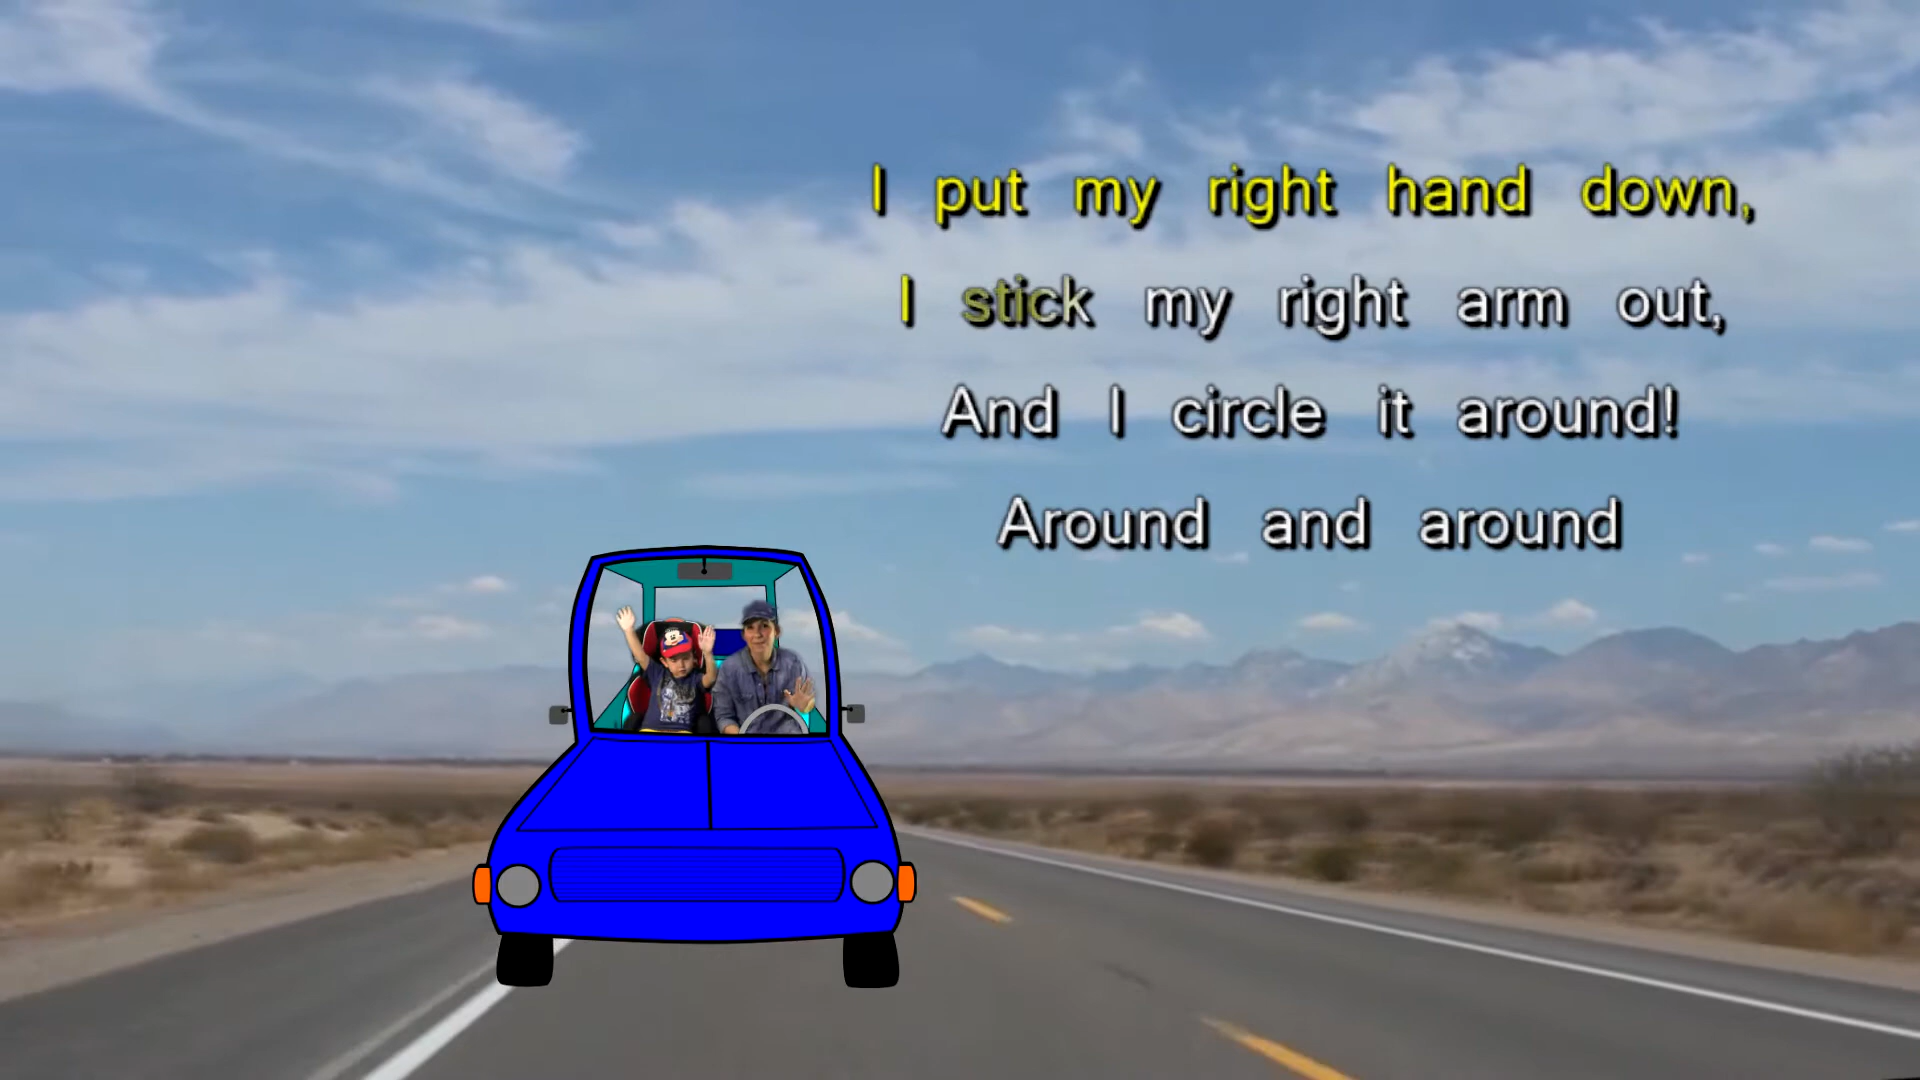 I put my right hand down,
I stick my right arm out,
And I circle it around!
Around and around